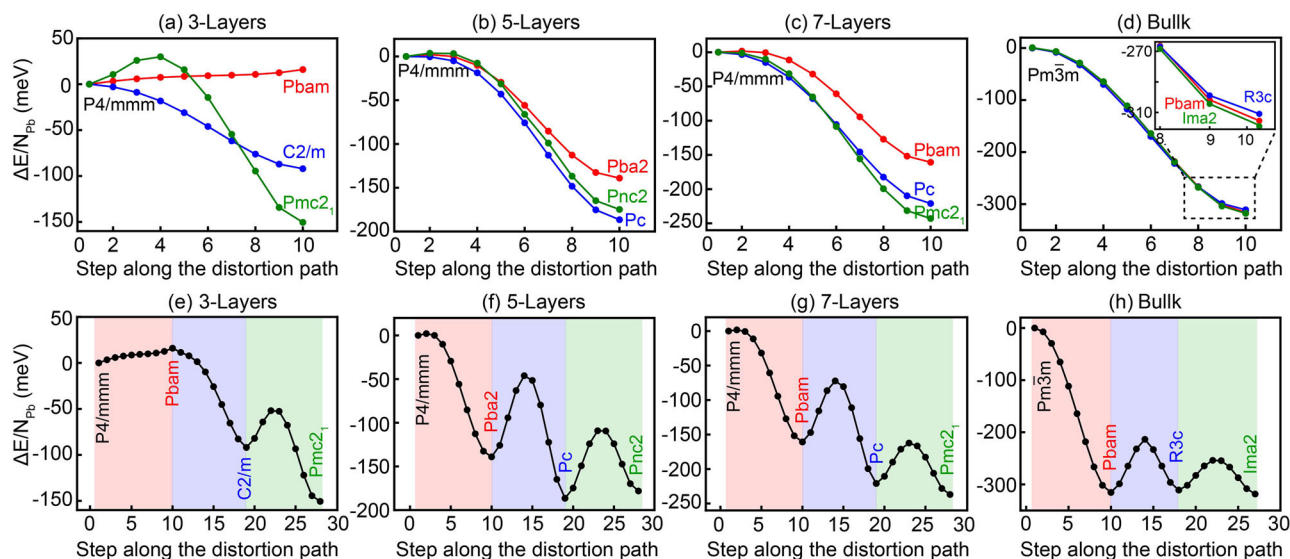 (a) 3-Layers
(b) 5-Layers
(c) 7-Layers
(d) Bullk
ΔE/N_Pb (meV)
50
0
-50
-100
-150
P4/mmm
Pbam
C2/m
Pmc2₁
2 4 6 8 10
Step along the distortion path
50
0
-50
-100
-150
-200
P4/mmm
Pba2
Pnc2
Pc
0 2 4 6 8 10
Step along the distortion path
50
0
-50
-100
-150
-200
-250
P4/mmm
Pbam
Pc
Pmc2₁
0 2 4 6 8 10
Step along the distortion path
0
-100
-200
-300
Pm3̅m
-270
-310
R3c
Pbam
Ima2
8 9 10
0 2 4 6 8 10
Step along the distortion path
(e) 3-Layers
(f) 5-Layers
(g) 7-Layers
(h) Bullk
ΔE/N_Pb (meV)
50
0
-50
-100
-150
P4/mmm
Pbam
C2/m
Pmc2₁
0 5 10 15 20 25
Step along the distortion path
50
0
-50
-100
-150
-200
P4/mmm
Pba2
Pc
Pnc2
0 5 10 15 20 25 30
Step along the distortion path
50
0
-50
-100
-150
-200
-250
P4/mmm
Pbam
Pc
Pmc2₁
0 5 10 15 20 25 30
Step along the distortion path
0
-100
-200
-300
Pm3̅m
Pbam
R3c
Ima2
0 5 10 15 20 25 30
Step along the distortion path